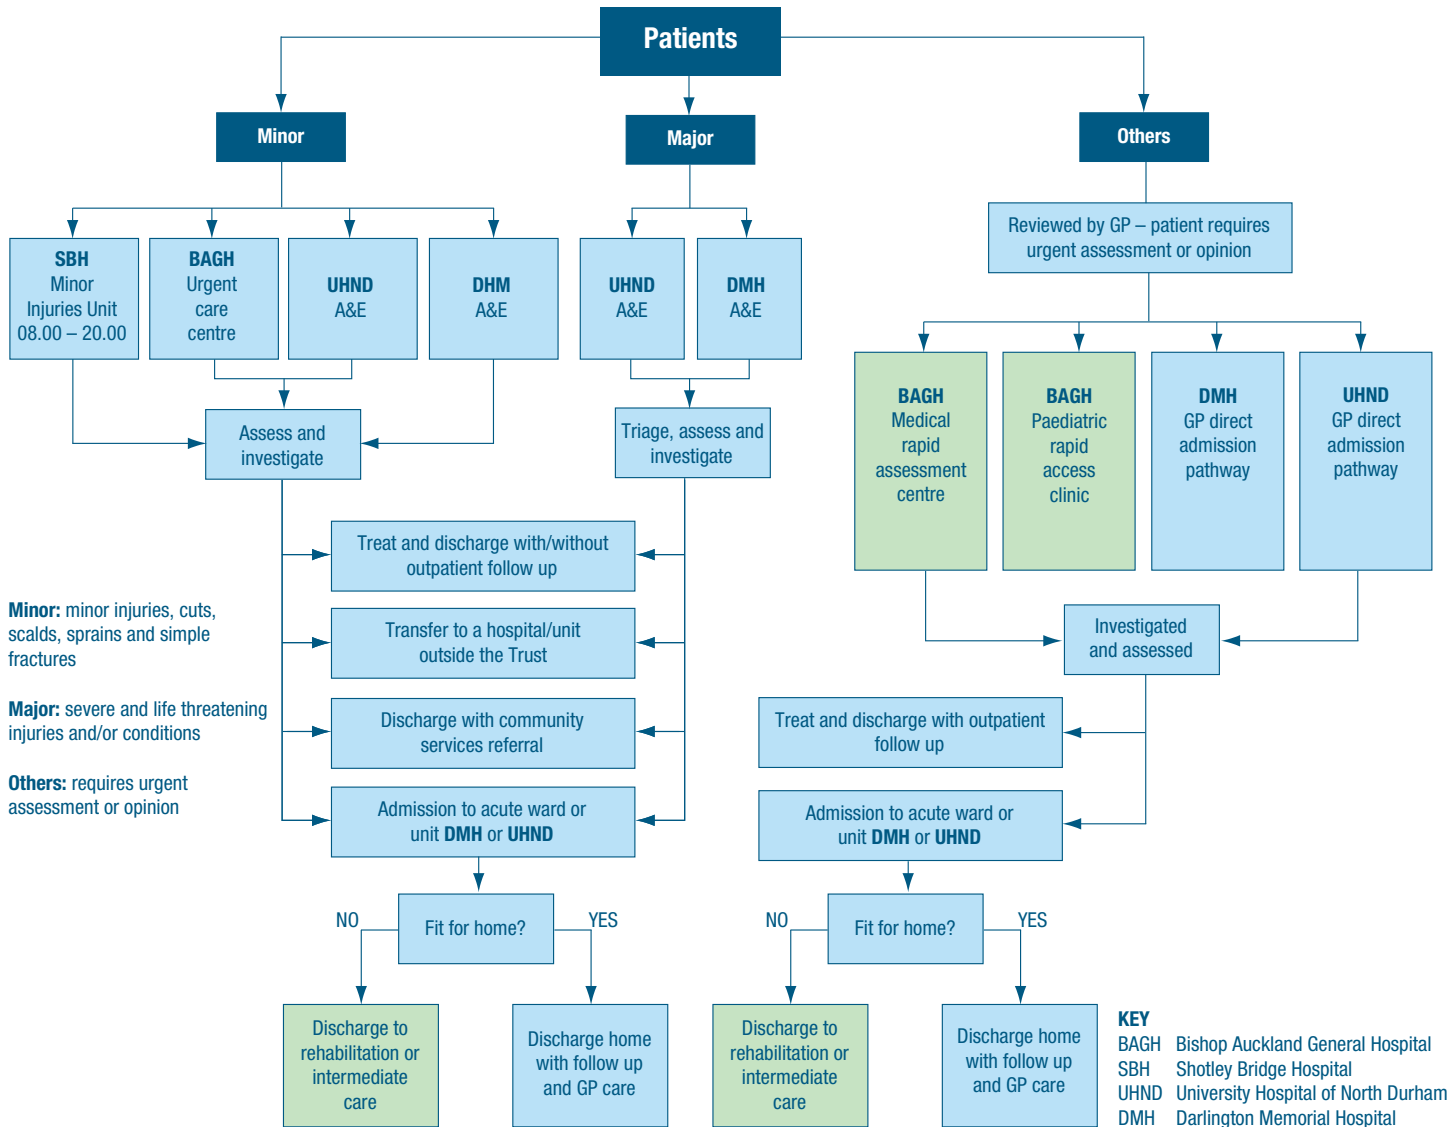 Patients
Minor
Major
Others
Reviewed by GP – patient requires
urgent assessment or opinion
SBH
Minor
Injuries Unit
08.00 – 20.00
BAGH
Urgent
care
centre
UHND
A&E
DHM
A&E
UHND
A&E
DMH
A&E
BAGH
Medical
rapid
assessment
centre
BAGH
Paediatric
rapid
access
clinic
DMH
GP direct
admission
pathway
UHND
GP direct
admission
pathway
Assess and
investigate
Triage, assess and
investigate
Treat and discharge with/without
outpatient follow up
Transfer to a hospital/unit
outside the Trust
Discharge with community
services referral
Admission to acute ward or
unit DMH or UHND
Minor: minor injuries, cuts,
scalds, sprains and simple
fractures
Major: severe and life threatening
injuries and/or conditions
Others: requires urgent
assessment or opinion
Investigated
and assessed
Treat and discharge with outpatient
follow up
Admission to acute ward or
unit DMH or UHND
NO
Fit for home?
YES
NO
Fit for home?
YES
Discharge to
rehabilitation or
intermediate
care
Discharge home
with follow up
and GP care
Discharge to
rehabilitation or
intermediate
care
Discharge home
with follow up
and GP care
KEY
BAGH Bishop Auckland General Hospital
SBH Shotley Bridge Hospital
UHND University Hospital of North Durham
DMH Darlington Memorial Hospital